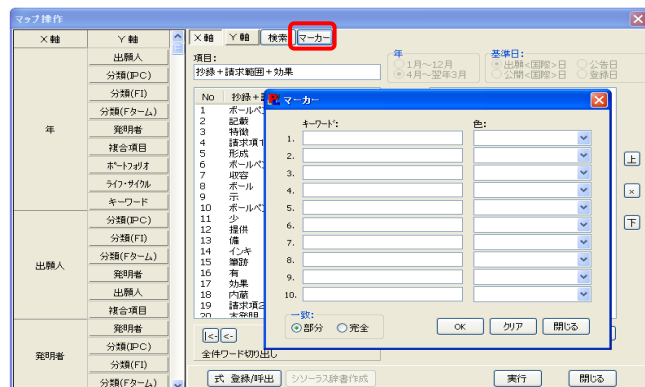 マップ操作
X軸 Y軸
年
出願人
分類(IPC)
分類(FI)
分類(Fターム)
発明者
複合項目
ポートフォリオ
ライフ・サイクル
キーワード
出願人
分類(IPC)
分類(FI)
分類(Fターム)
発明者
出願人
複合項目
発明者
発明者
分類(IPC)
分類(FI)
分類(Fターム)
X軸 Y軸 検索 マーカー
項目:
抄録+請求範囲+効果
年
1月～12月
4月～翌年3月
基準日:
出願<国際>日 公告日
公開<国際>日 登録日
No 抄録+
1 ボールペ
2 記載
3 特徴
4 請求項1
5 形成
6 ボールペ
7 収容
8 ボール
9 示
10 ボールペ
11 少
12 提供
13 備
14 インキ
15 筆跡
16 有
17 効果
18 内蔵
19 請求項2
20 本発明
マーカー
キーワード: 色:
1.
2.
3.
4.
5.
6.
7.
8.
9.
10.
一致:
部分 完全
OK クリア 閉じる
上
×
下
|<- <-
全件ワード切り出し
式 登録/呼出 シソーラス辞書作成 実行 閉じる